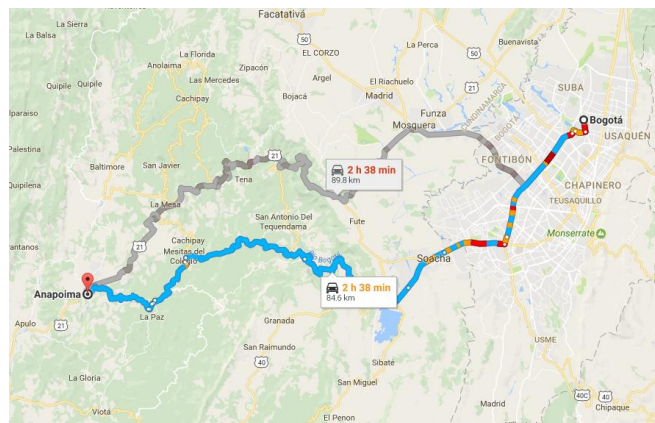 La Sierra
Facatativá
La Balsa
50
Buenavista
EL CORZO
La Perca
50
La Florida
Zipacón
Anolaima
Argel
El Riachuelo
SUBA
Quipile
Quipile
Las Mercedes
Bojacá
Madrid
Cachipay
Funza
CUNDINAMARCA
BOGOTÁ
Bogotá
Mosquera
USAQUÉN
Palestina
Baltimore
San Javier
21
FONTIBÓN
2 h 38 min
89.8 km
Tena
CHAPINERO
La Mesa
TEUSAQUILLO
San Antonio Del
Tequendama
Fute
Monserrate
21
Cachipay
Mesitas del
Colegio
Soacha
Anapoima
2 h 38 min
84.6 km
Apulo
21
La Paz
Granada
USME
San Raimundo
Sibaté
40
La Gloria
San Miguel
40
40C
Chipaque
Viotá
Madrid
El Penon